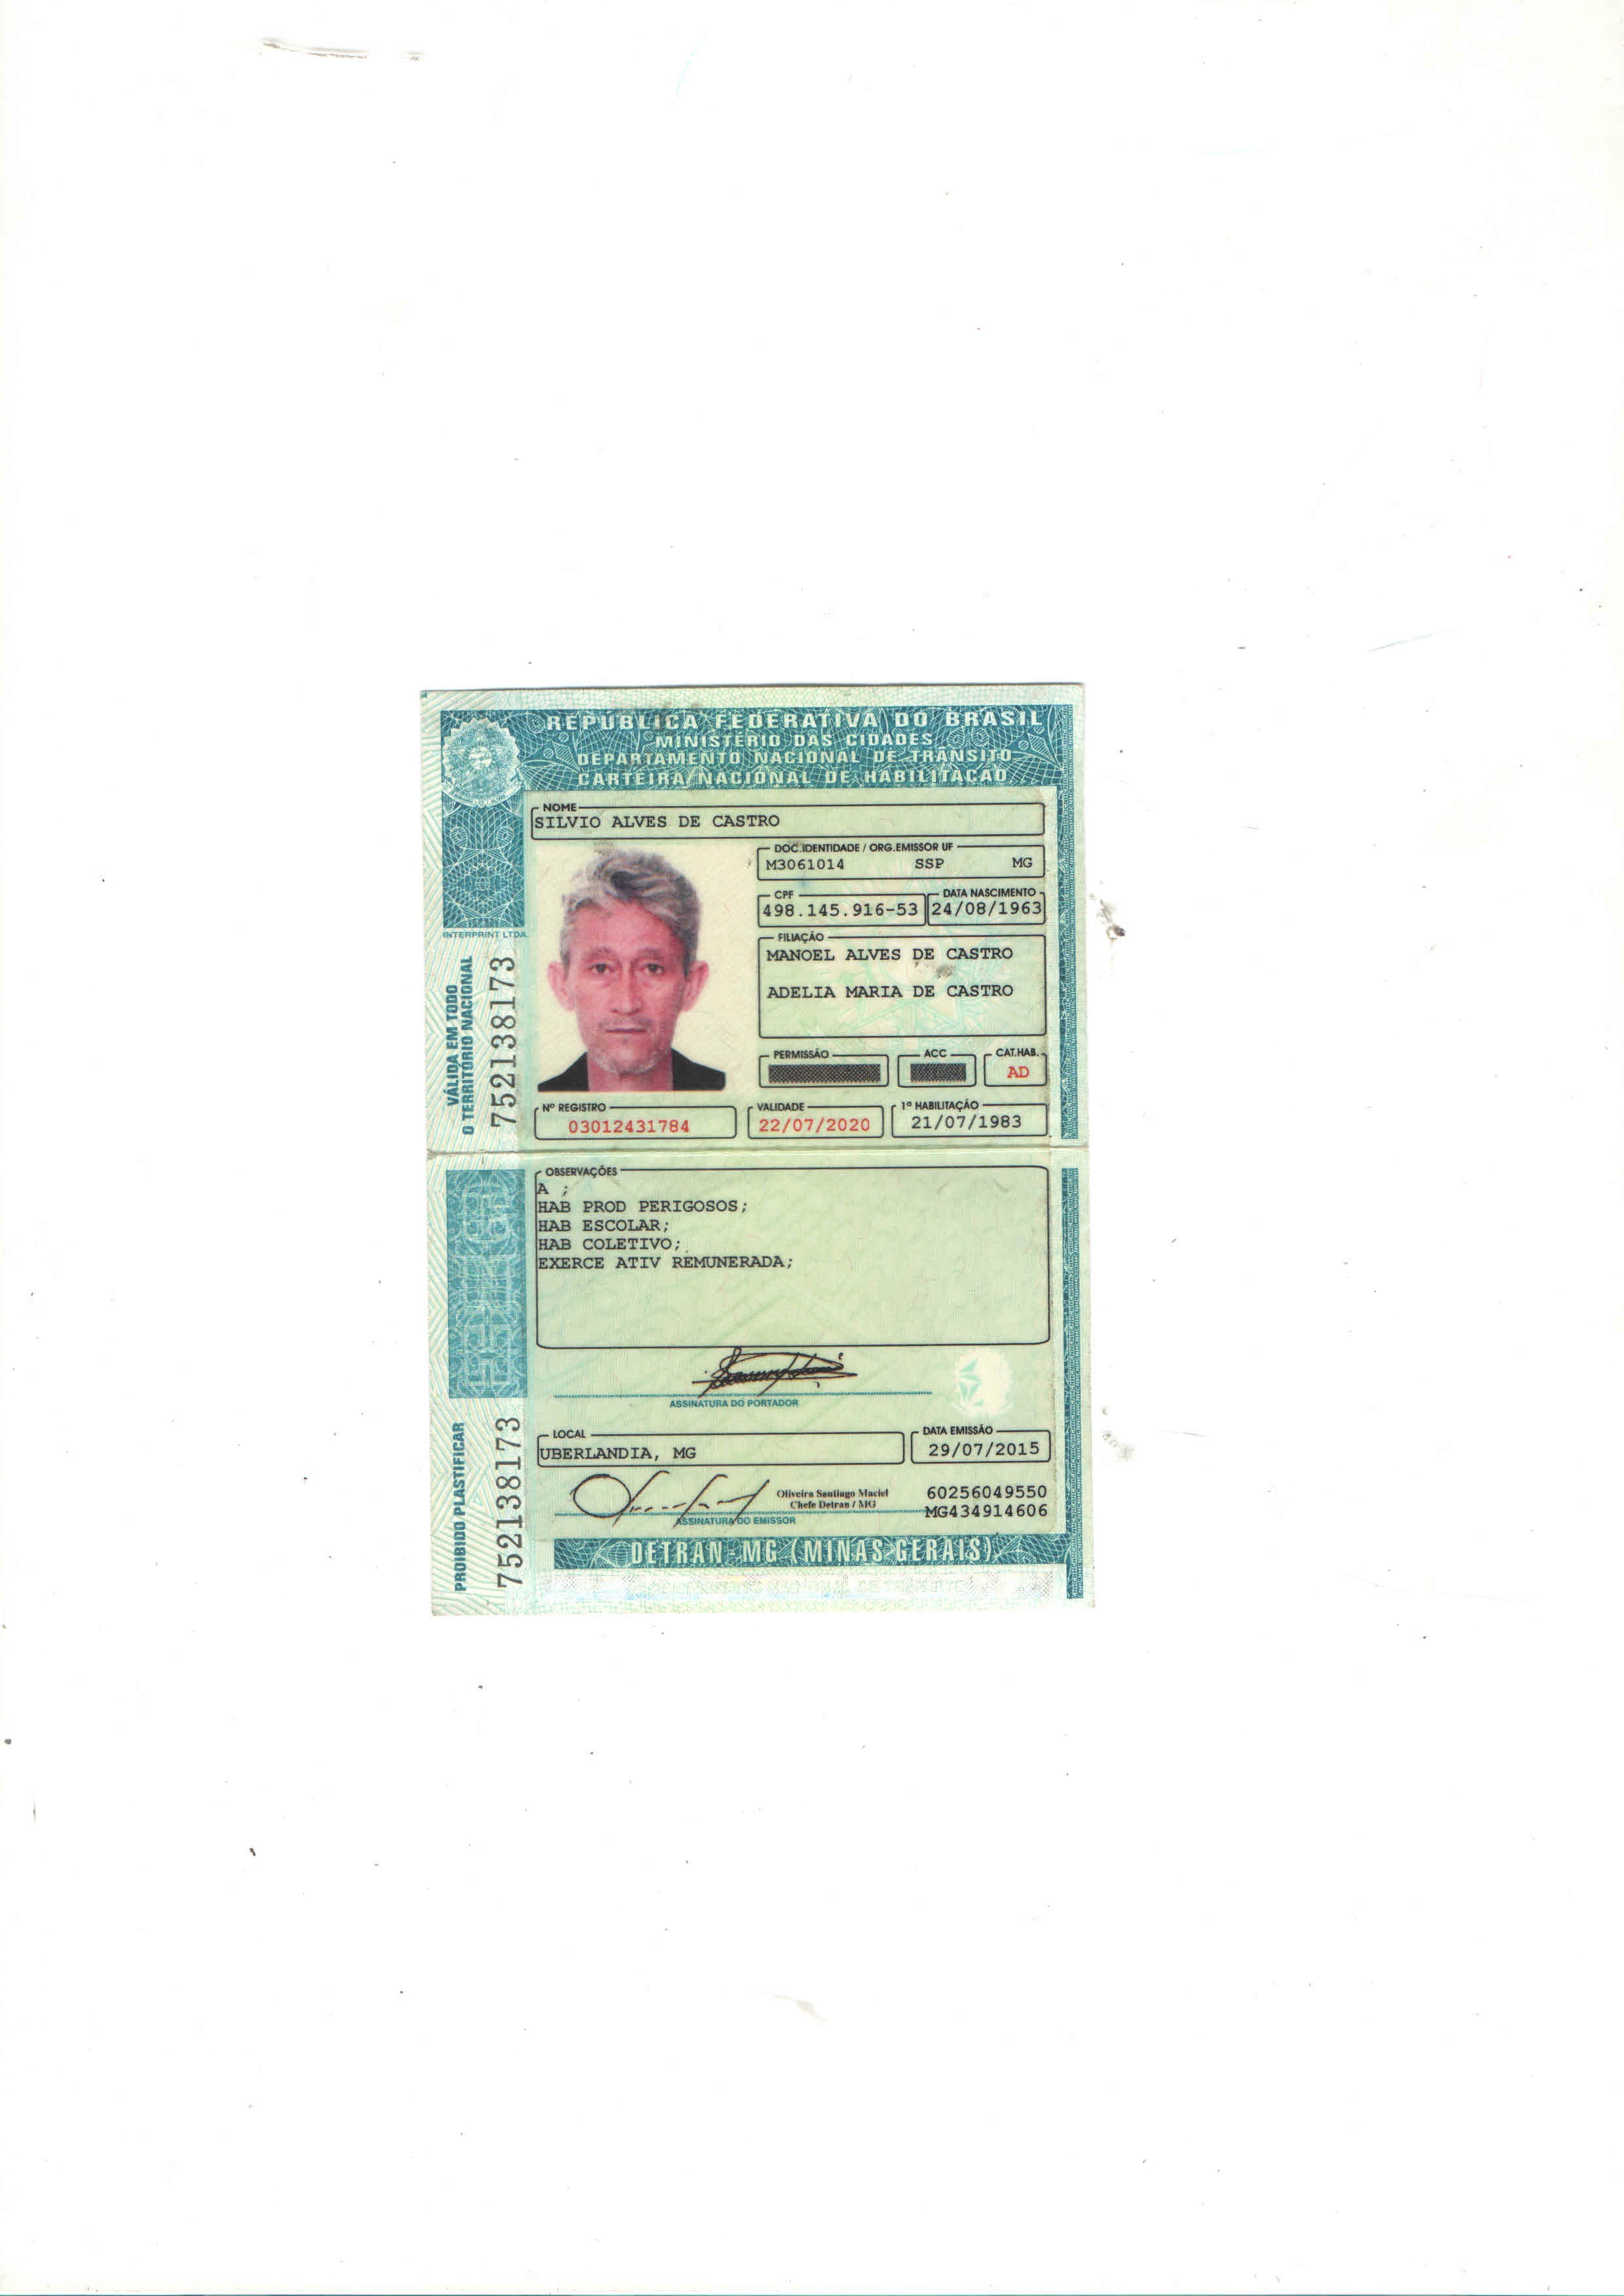 REPÚBLICA FEDERATIVA DO BRASIL
MINISTÉRIO DAS CIDADES
DEPARTAMENTO NACIONAL DE TRÂNSITO
CARTEIRA NACIONAL DE HABILITAÇÃO
NOME
SILVIO ALVES DE CASTRO
DOC. IDENTIDADE / ORG. EMISSOR UF
M3061014 SSP MG
CPF DATA NASCIMENTO
498.145.916-53 24/08/1963
FILIAÇÃO
MANOEL ALVES DE CASTRO
ADELIA MARIA DE CASTRO
PERMISSÃO ACC CAT.HAB.
AD
Nº REGISTRO VALIDADE 1ª HABILITAÇÃO
03012431784 22/07/2020 21/07/1983
INTERPRINT LTDA.
VÁLIDA EM TODO
O TERRITÓRIO NACIONAL
752138173
OBSERVAÇÕES
A ;
HAB PROD PERIGOSOS;
HAB ESCOLAR;
HAB COLETIVO;
EXERCE ATIV REMUNERADA;
ASSINATURA DO PORTADOR
LOCAL DATA EMISSÃO
UBERLANDIA, MG 29/07/2015
Oliveira Santiago Maciel
Chefe Detran / MG
ASSINATURA DO EMISSOR
60256049550
MG434914606
PROIBIDO PLASTIFICAR
752138173
DETRAN-MG (MINAS GERAIS)